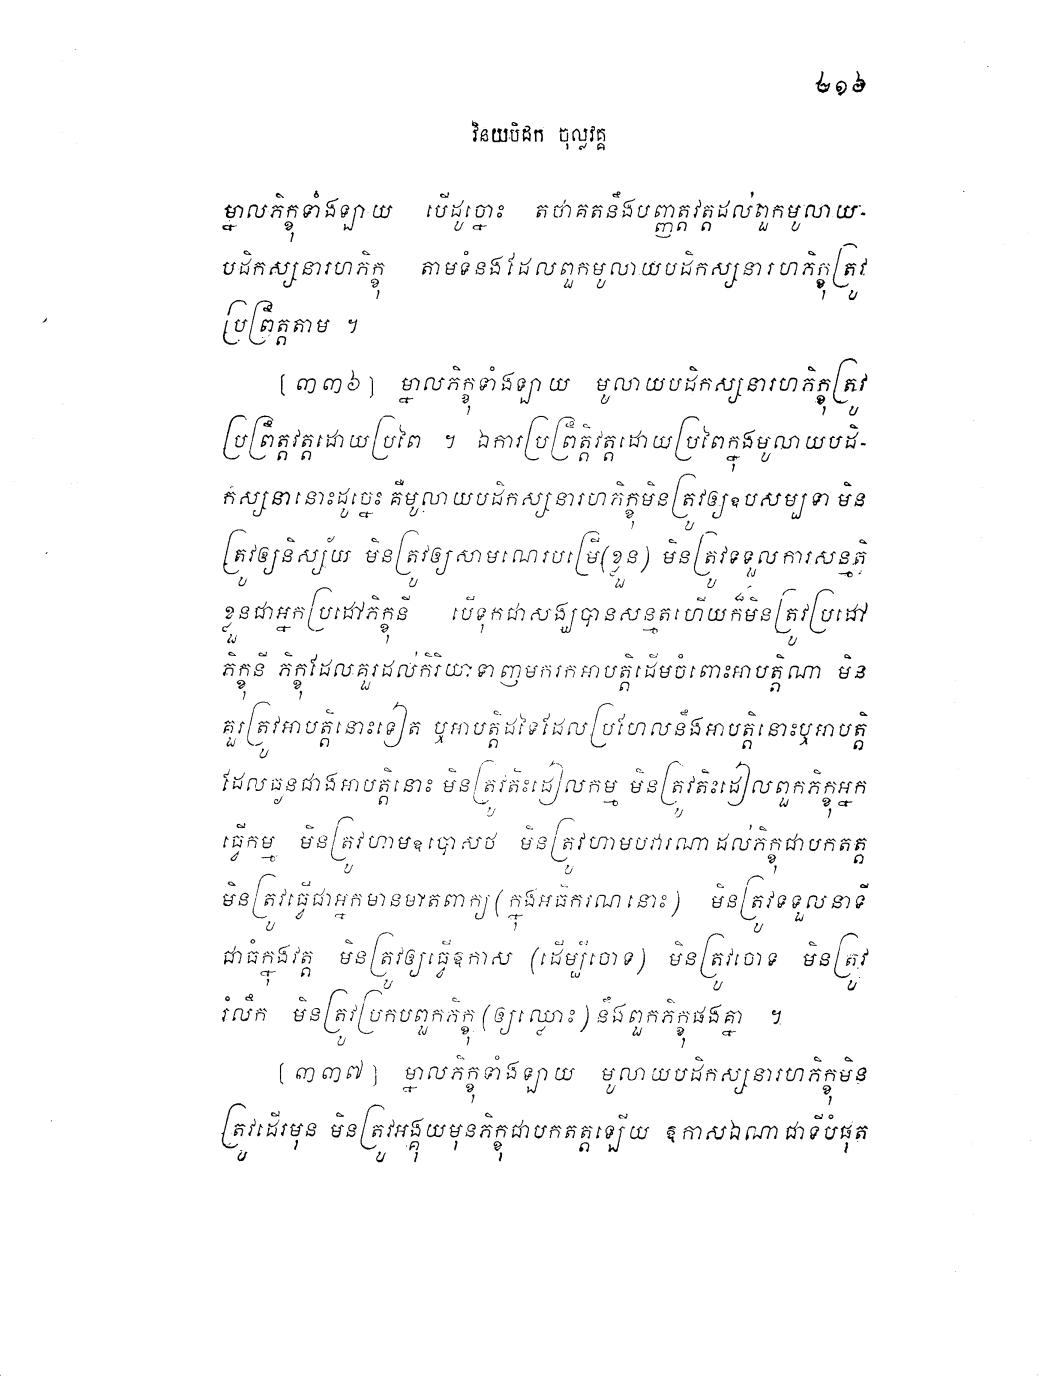 ២១៦
វិនយបិដក ចុល្លវគ្គ
ម្នាលភិក្ខុទាំងឡាយ បើដូច្នោះ តថាគតនឹងបញ្ញត្តវត្តដល់ពួកមូលាយ-
បដិកស្សនារហភិក្ខុ តាមទំនងដែលពួកមូលាយបដិកស្សនារហភិក្ខុត្រូវ
ប្រព្រឹត្តតាម ។
[៣៣៦] ម្នាលភិក្ខុទាំងឡាយ មូលាយបដិកស្សនារហភិក្ខុត្រូវ
ប្រព្រឹត្តវត្តដោយប្រពៃ ។ ឯការប្រព្រឹត្តិវត្តដោយប្រពៃក្នុងមូលាយបដិ-
កស្សនានោះដូច្នេះ គឺមូលាយបដិកស្សនារហភិក្ខុមិនត្រូវឲ្យឧបសម្បទា មិន
ត្រូវឲ្យនិស្ស័យ មិនត្រូវឲ្យសាមណេរបម្រើ(ខ្លួន) មិនត្រូវទទួលការសន្មតិ
ខ្លួនជាអ្នកប្រដៅភិក្ខុនី បើទុកជាសង្ឃបានសន្មតហើយក៏មិនត្រូវប្រដៅ
ភិក្ខុនី ភិក្ខុដែលគួរដល់កិរិយាទាញមករកអាបត្តិដើមចំពោះអាបត្តិណា មិន
គួរត្រូវអាបត្តិនោះទៀត ឬអាបត្តិដទៃដែលប្រហែលនឹងអាបត្តិនោះឬអាបត្តិ
ដែលធ្ងនជាងអាបត្តិនោះ មិនត្រូវតិះដៀលកម្ម មិនត្រូវតិះដៀលពួកភិក្ខុអ្នក
ធ្វើកម្ម មិនត្រូវហាមឧបោសថ មិនត្រូវហាមបវារណាដល់ភិក្ខុជាបកតត្ត
មិនត្រូវធ្វើជាអ្នកមានមាតពាក្យ(ក្នុងអធិករណនោះ) មិនត្រូវទទួលនាទី
ជាធំក្នុងវត្ត មិនត្រូវឲ្យធ្វើឱកាស (ដើម្បីចោទ) មិនត្រូវចោទ មិនត្រូវ
រំលឹក មិនត្រូវប្រកបពួកភិក្ខុ(ឲ្យឈ្លោះ)នឹងពួកភិក្ខុផងគ្នា ។
[៣៣៧] ម្នាលភិក្ខុទាំងឡាយ មូលាយបដិកស្សនារហភិក្ខុមិន
ត្រូវដើរមុន មិនត្រូវអង្គុយមុនភិក្ខុជាបកតត្តឡើយ ឱកាសឯណាជាទីបំផុត